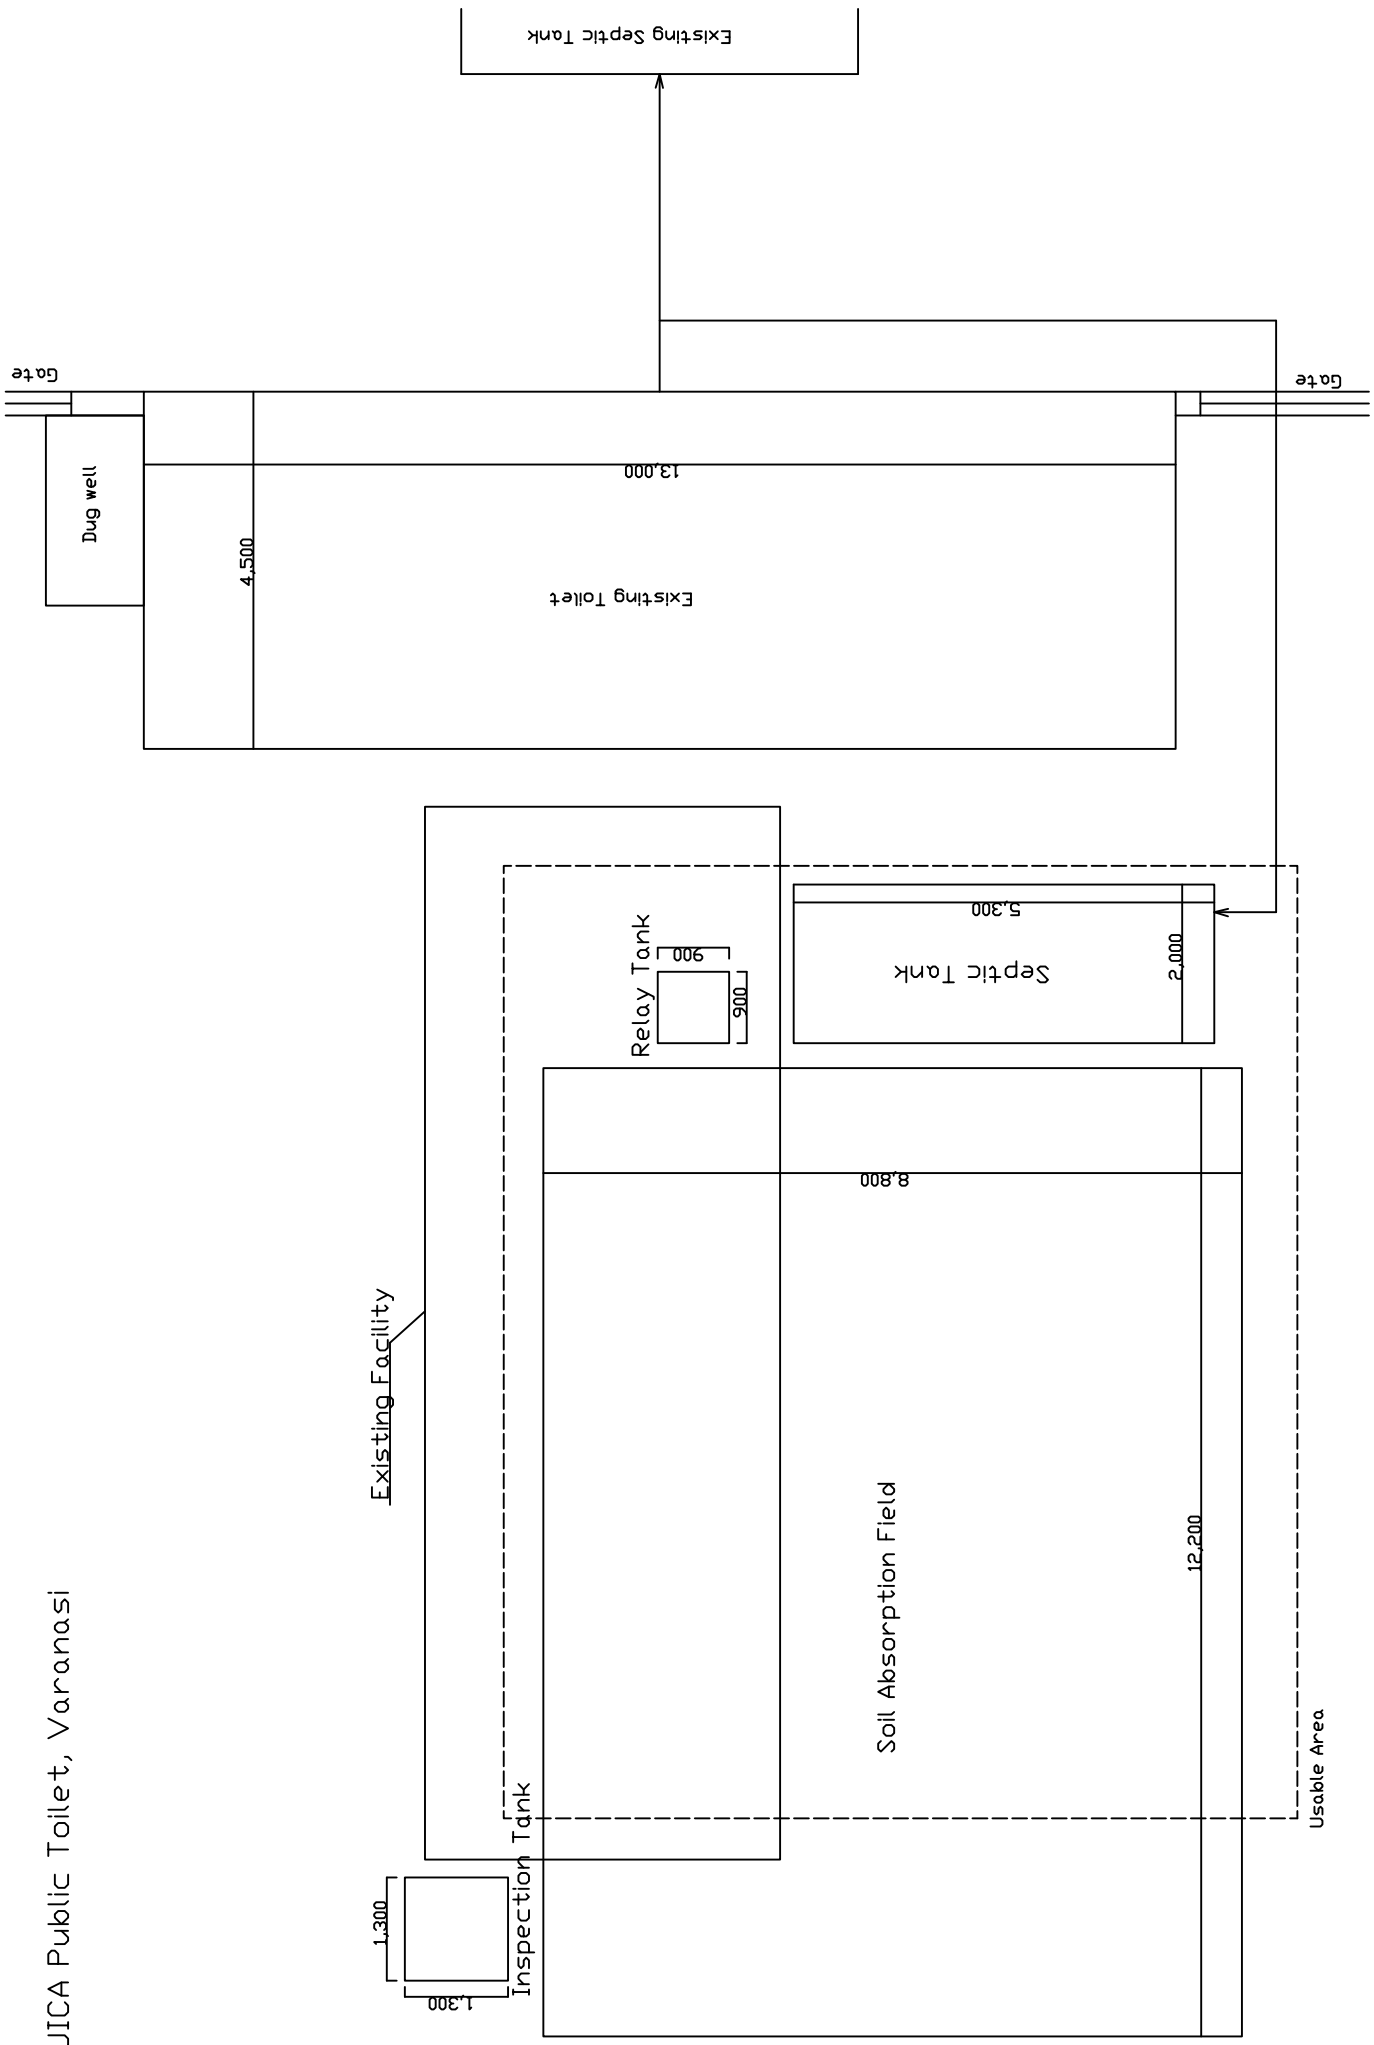 JICA Public Toilet, Varanasi
Existing Septic Tank
Gate
Gate
Dug well
13,000
4,500
Existing Toilet
Relay Tank
900
900
5,300
2,000
Septic Tank
8,800
Existing Facility
Soil Absorption Field
12,200
Usable Area
Inspection Tank
1,300
1,300